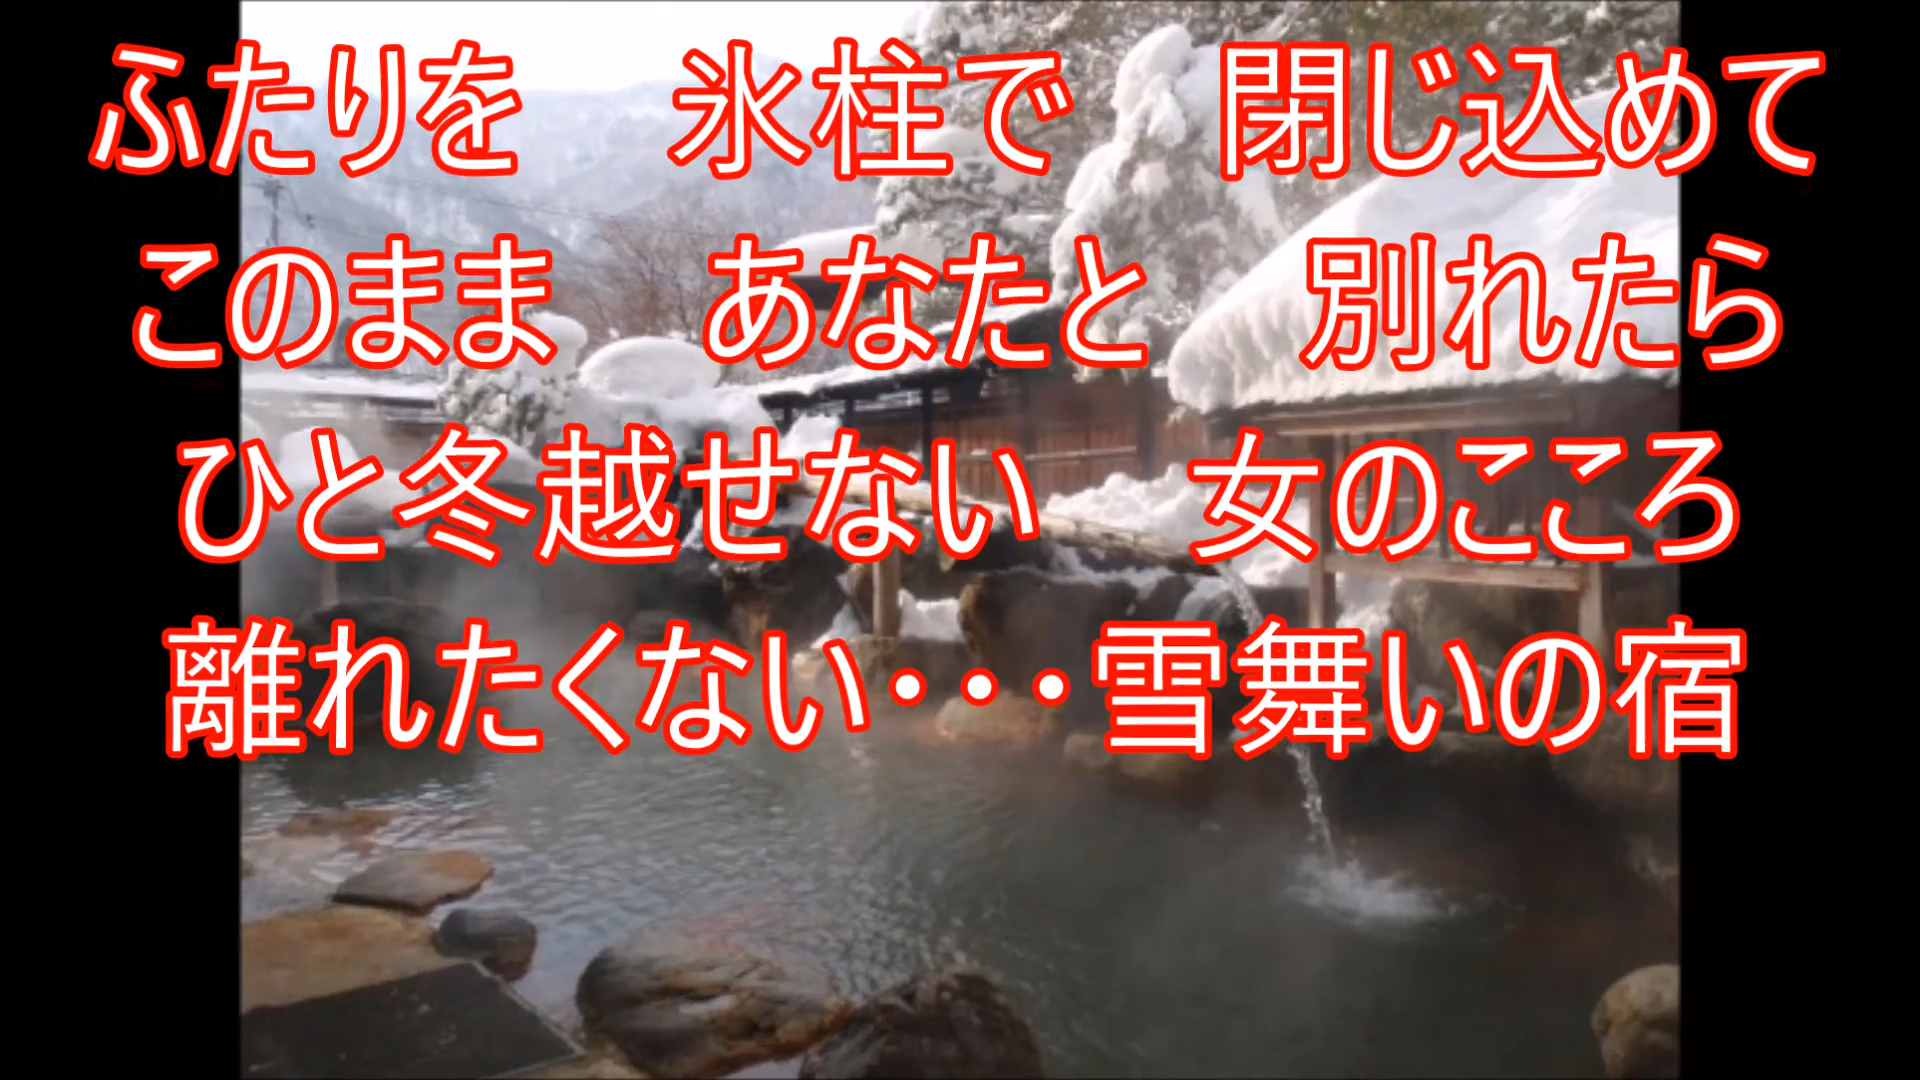 ふたりを　氷柱で　閉じ込めて
このまま　あなたと　別れたら
ひと冬越せない　女のこころ
離れたくない・・・雪舞いの宿